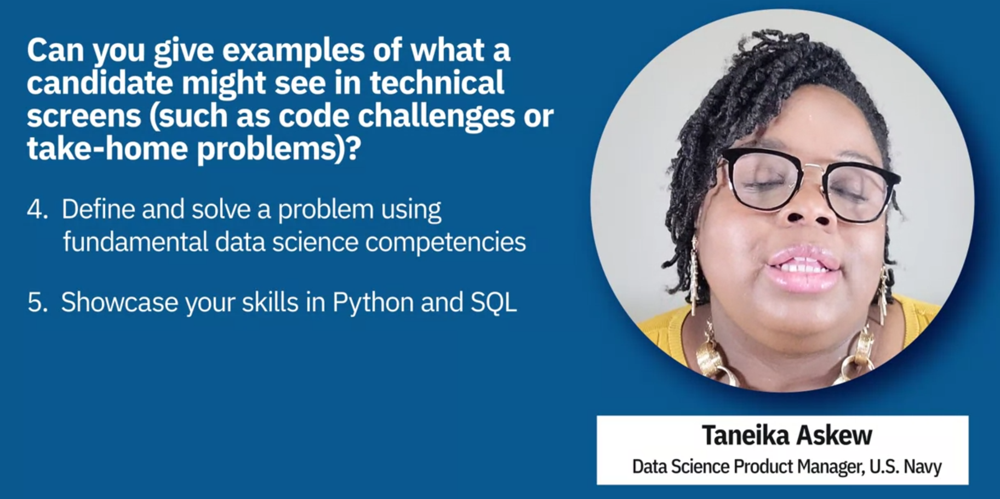 Can you give examples of what a
candidate might see in technical
screens (such as code challenges or
take-home problems)?
4. Define and solve a problem using
fundamental data science competencies
5. Showcase your skills in Python and SQL
Taneika Askew
Data Science Product Manager, U.S. Navy